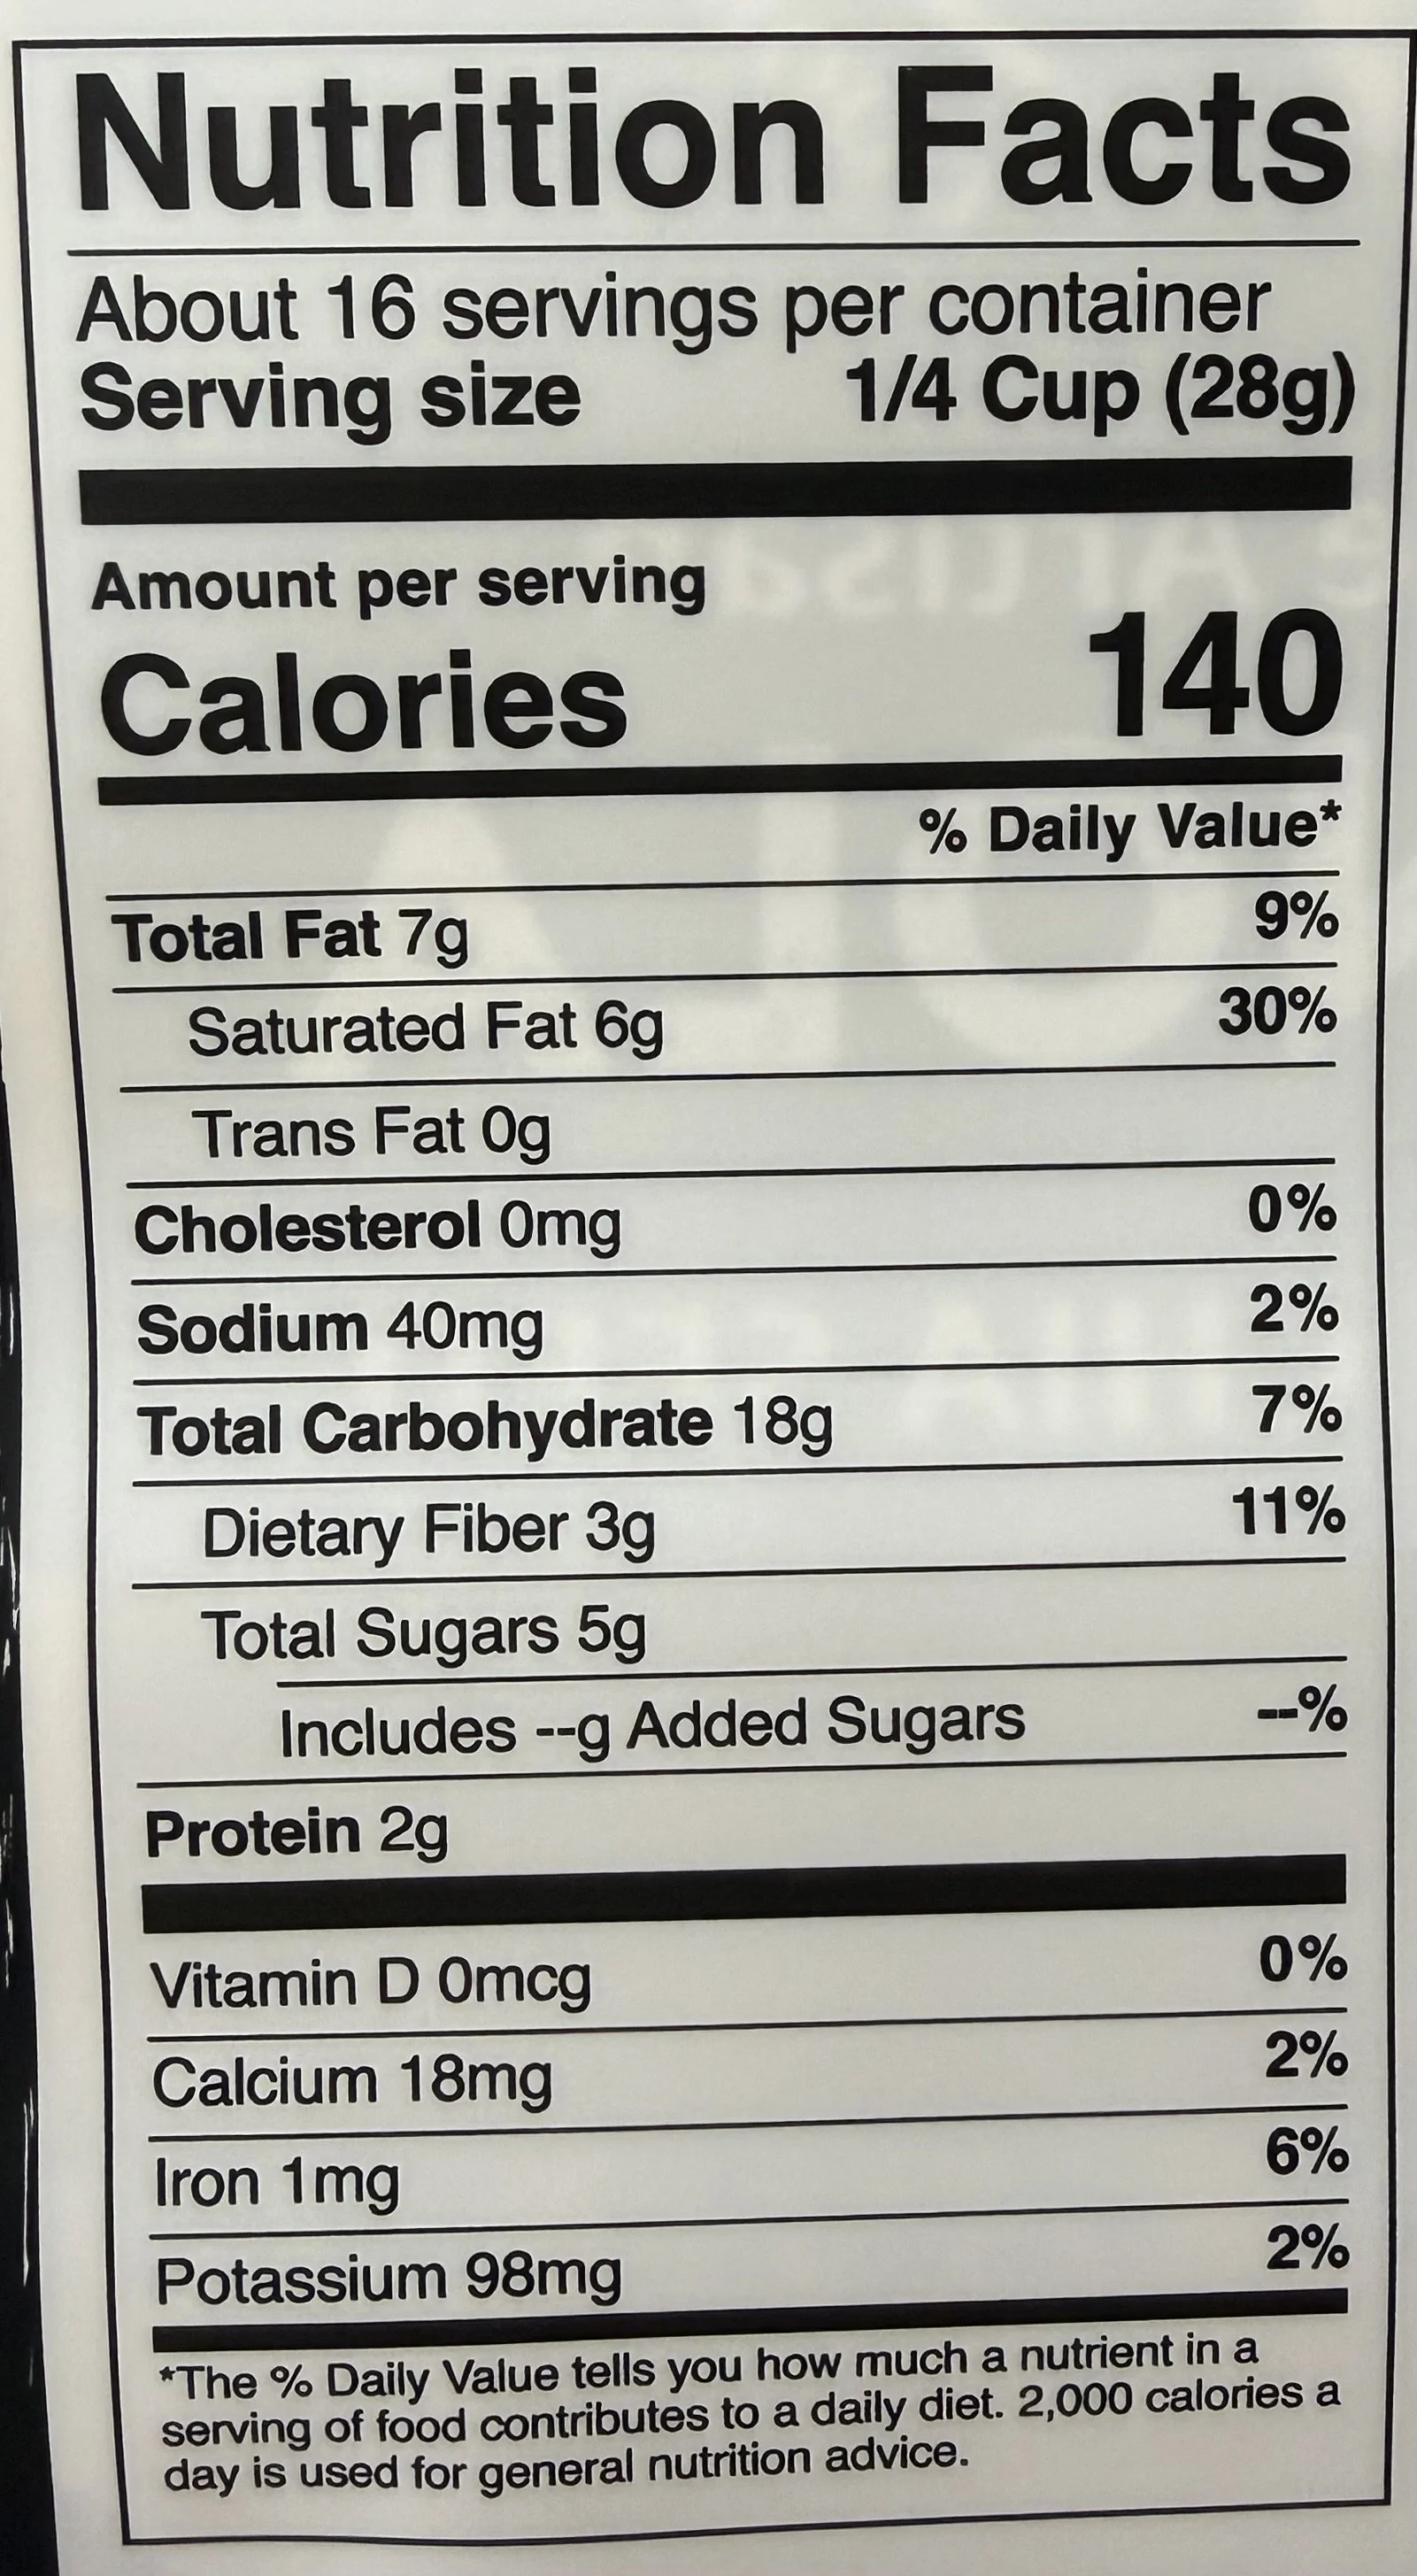 Nutrition Facts
About 16 servings per container
Serving size 1/4 Cup (28g)
Amount per serving
Calories 140
% Daily Value*
Total Fat 7g 9%
Saturated Fat 6g 30%
Trans Fat 0g
Cholesterol 0mg 0%
Sodium 40mg 2%
Total Carbohydrate 18g 7%
Dietary Fiber 3g 11%
Total Sugars 5g
Includes --g Added Sugars --%
Protein 2g
Vitamin D 0mcg 0%
Calcium 18mg 2%
Iron 1mg 6%
Potassium 98mg 2%
*The % Daily Value tells you how much a nutrient in a
serving of food contributes to a daily diet. 2,000 calories a
day is used for general nutrition advice.